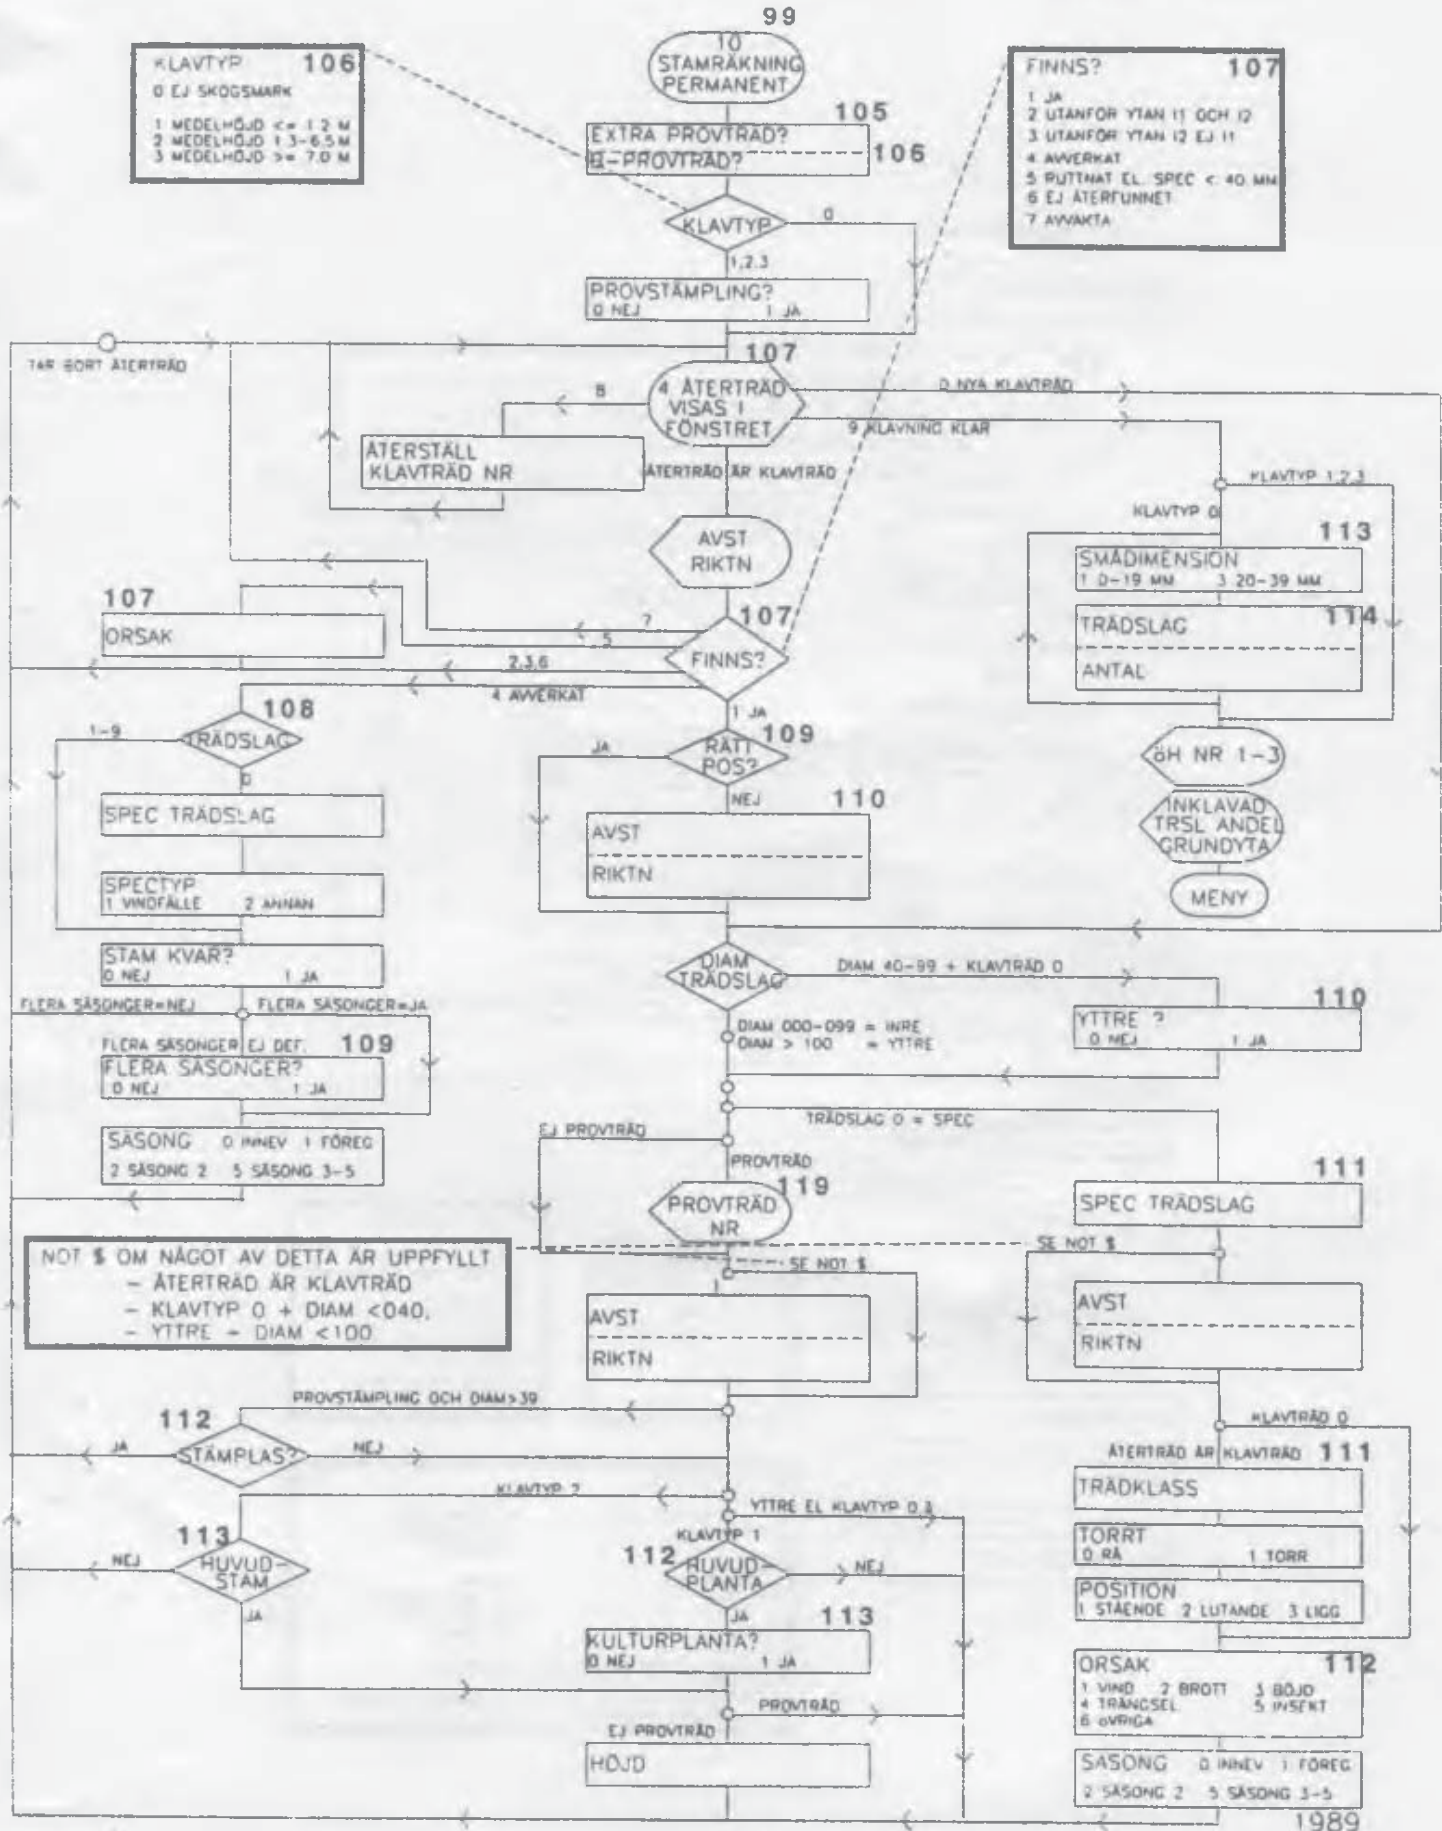 99
10
STAMRÄKNING
PERMANENT
KLAVTYP 106
0 EJ SKOGSMARK
1 MEDELHÖJD <= 1.2 M
2 MEDELHÖJD 1.3-6.5 M
3 MEDELHÖJD >= 7.0 M
FINNS? 107
1 JA
2 UTANFÖR YTAN I1 OCH I2
3 UTANFÖR YTAN I2 EJ I1
4 AVVERKAT
5 RUTTNAT EL. SPEC < 40 MM
6 EJ ÅTERFUNNET
7 AVVAKTA
105
EXTRA PROVTRÄD?
-PROVTRÄD? 106
KLAVTYP
0
1,2,3
PROVSTÄMPLING?
0 NEJ 1 JA
TAR BORT ÅTERTRÄD
107
4 ÅTERTRÄD
VISAS I
FÖNSTRET
8
0 NYA KLAVTRÄD
9 KLAVNING KLAR
ÅTERSTÄLL
KLAVTRÄD NR
ÅTERTRÄD ÄR KLAVTRÄD
KLAVTYP 1,2,3
KLAVTYP 0
AVST
RIKTN
113
SMÅDIMENSION
1 0-19 MM 3 20-39 MM
114
TRÄDSLAG
ANTAL
107
ORSAK
107
FINNS?
7
5
2,3,6
4 AVVERKAT
1 JA
108
TRÄDSLAG
1-9
0
109
RÄTT
POS?
JA
NEJ
ÖH NR 1-3
INKLAVAD
TRSL ANDEL
GRUNDYTA
MENY
SPEC TRÄDSLAG
110
AVST
RIKTN
SPECTYP
1 VINDFÄLLE 2 ANNAN
STAM KVAR?
0 NEJ 1 JA
DIAM
TRÄDSLAG
DIAM 40-99 + KLAVTRÄD 0
110
YTTRE ?
0 NEJ 1 JA
FLERA SÄSONGER=NEJ
FLERA SÄSONGER=JA
DIAM 000-099 = INRE
DIAM > 100 = YTTRE
FLERA SÄSONGER EJ DEF. 109
FLERA SÄSONGER?
0 NEJ 1 JA
TRÄDSLAG 0 = SPEC
SÄSONG 0 INNEV 1 FÖREG
2 SÄSONG 2 5 SÄSONG 3-5
EJ PROVTRÄD
PROVTRÄD
119
PROVTRÄD
NR
111
SPEC TRÄDSLAG
NOT $ OM NÅGOT AV DETTA ÄR UPPFYLLT
- ÅTERTRÄD ÄR KLAVTRÄD
- KLAVTYP 0 + DIAM <040,
- YTTRE - DIAM <100
SE NOT $
SE NOT $
AVST
RIKTN
AVST
RIKTN
PROVSTÄMPLING OCH DIAM>39
112
STÄMPLAS?
JA
NEJ
KLAVTRÄD 0
ÅTERTRÄD ÄR KLAVTRÄD 111
TRÄDKLASS
KLAVTYP 2
YTTRE EL KLAVTYP 0,3
KLAVTYP 1
113
HUVUD-
STAM
NEJ
JA
112
HUVUD-
PLANTA
NEJ
JA
TORRT
0 RÅ 1 TORR
POSITION
1 STÅENDE 2 LUTANDE 3 LIGG
113
KULTURPLANTA?
0 NEJ 1 JA
ORSAK 112
1 VIND 2 BROTT 3 BÖJD
4 TRÄNGSEL 5 INSEKT
6 ÖVRIGA
PROVTRÄD
EJ PROVTRÄD
HÖJD
SÄSONG 0 INNEV 1 FÖREG
2 SÄSONG 2 5 SÄSONG 3-5
1989